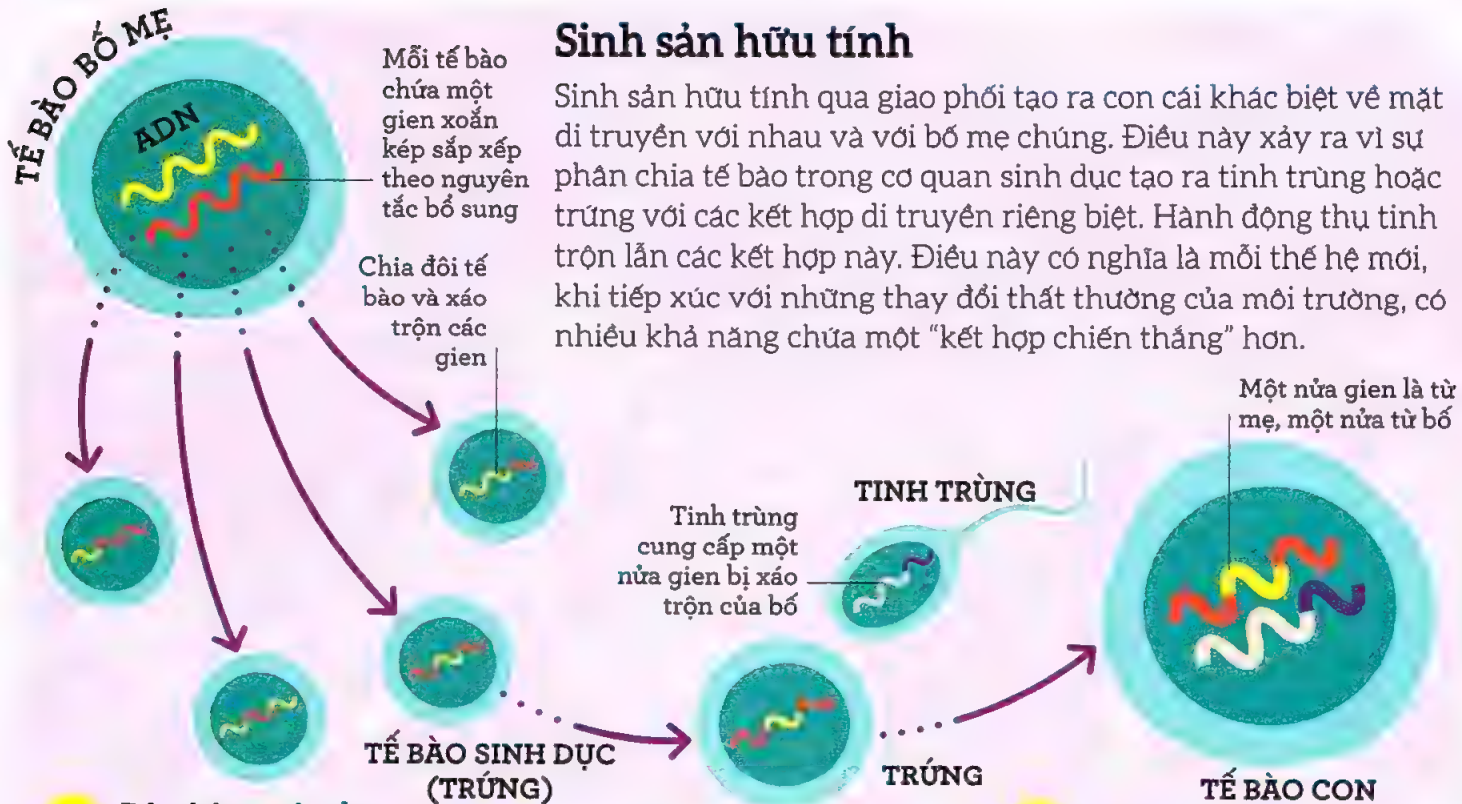 Sinh sản hữu tính
Sinh sản hữu tính qua giao phối tạo ra con cái khác biệt về mặt
di truyền với nhau và với bố mẹ chúng. Điều này xảy ra vì sự
phân chia tế bào trong cơ quan sinh dục tạo ra tinh trùng hoặc
trứng với các kết hợp di truyền riêng biệt. Hành động thụ tinh
trộn lẫn các kết hợp này. Điều này có nghĩa là mỗi thế hệ mới,
khi tiếp xúc với những thay đổi thất thường của môi trường, có
nhiều khả năng chứa một “kết hợp chiến thắng” hơn.
TẾ BÀO BỐ MẸ
ADN
Mỗi tế bào
chứa một
gien xoắn
kép sắp xếp
theo nguyên
tắc bổ sung
Chia đôi tế
bào và xáo
trộn các
gien
TẾ BÀO SINH DỤC
(TRỨNG)
Tinh trùng
cung cấp một
nửa gien bị xáo
trộn của bố
TINH TRÙNG
TRỨNG
Một nửa gien là từ
mẹ, một nửa từ bố
TẾ BÀO CON